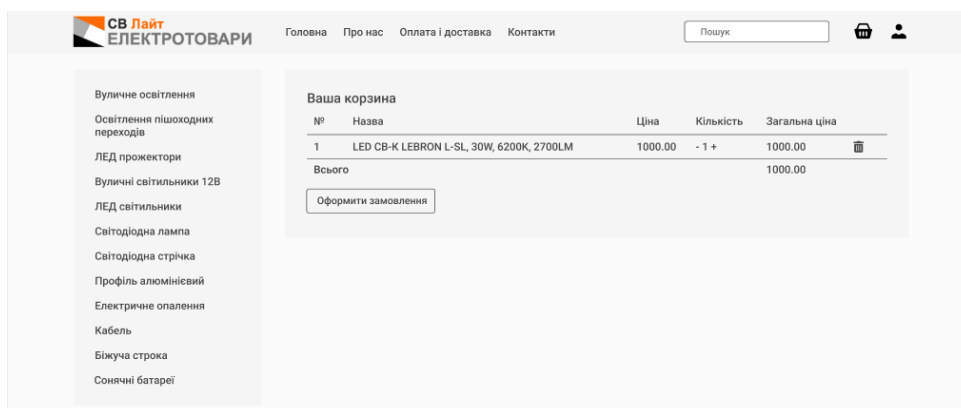 СВ Лайт
ЕЛЕКТРОТОВАРИ
Головна Про нас Оплата і доставка Контакти
Пошук
Вуличне освітлення
Освітлення пішоходних
переходів
ЛЕД прожектори
Вуличні світильники 12В
ЛЕД світильники
Світодіодна лампа
Світодіодна стрічка
Профіль алюмінієвий
Електричне опалення
Кабель
Біжуча строка
Сонячні батареї
Ваша корзина
№ Назва Ціна Кількість Загальна ціна
1 LED СВ-К LEBRON L-SL, 30W, 6200K, 2700LM 1000.00 - 1 + 1000.00
Всього 1000.00
Оформити замовлення